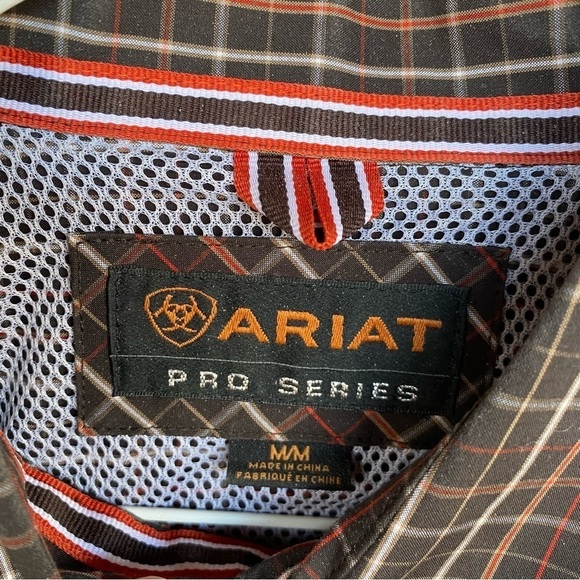 ARIAT
PRO SERIES
M/M
MADE IN CHINA
FABRIQUÉ EN CHINE